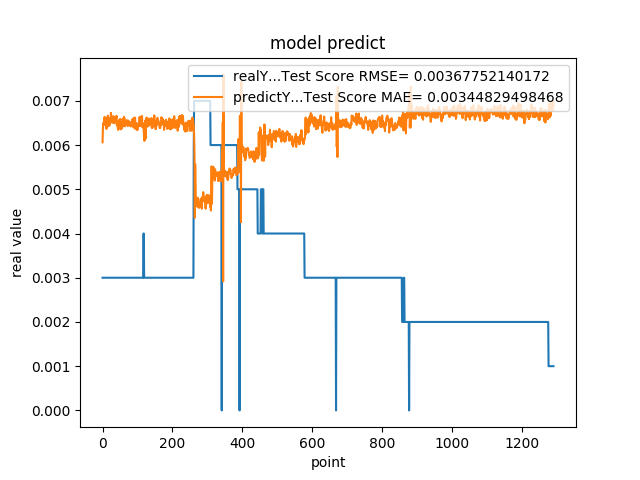 model predict
realY...Test Score RMSE= 0.00367752140172
predictY...Test Score MAE= 0.00344829498468
0.007
0.006
0.005
0.004
0.003
0.002
0.001
0.000
real value
0 200 400 600 800 1000 1200
point